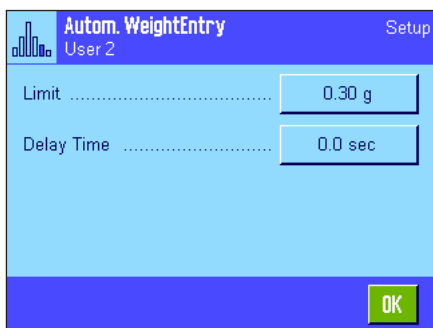 Autom. WeightEntry
Setup
User 2
Limit ................................... 0.30 g
Delay Time .......................... 0.0 sec
OK